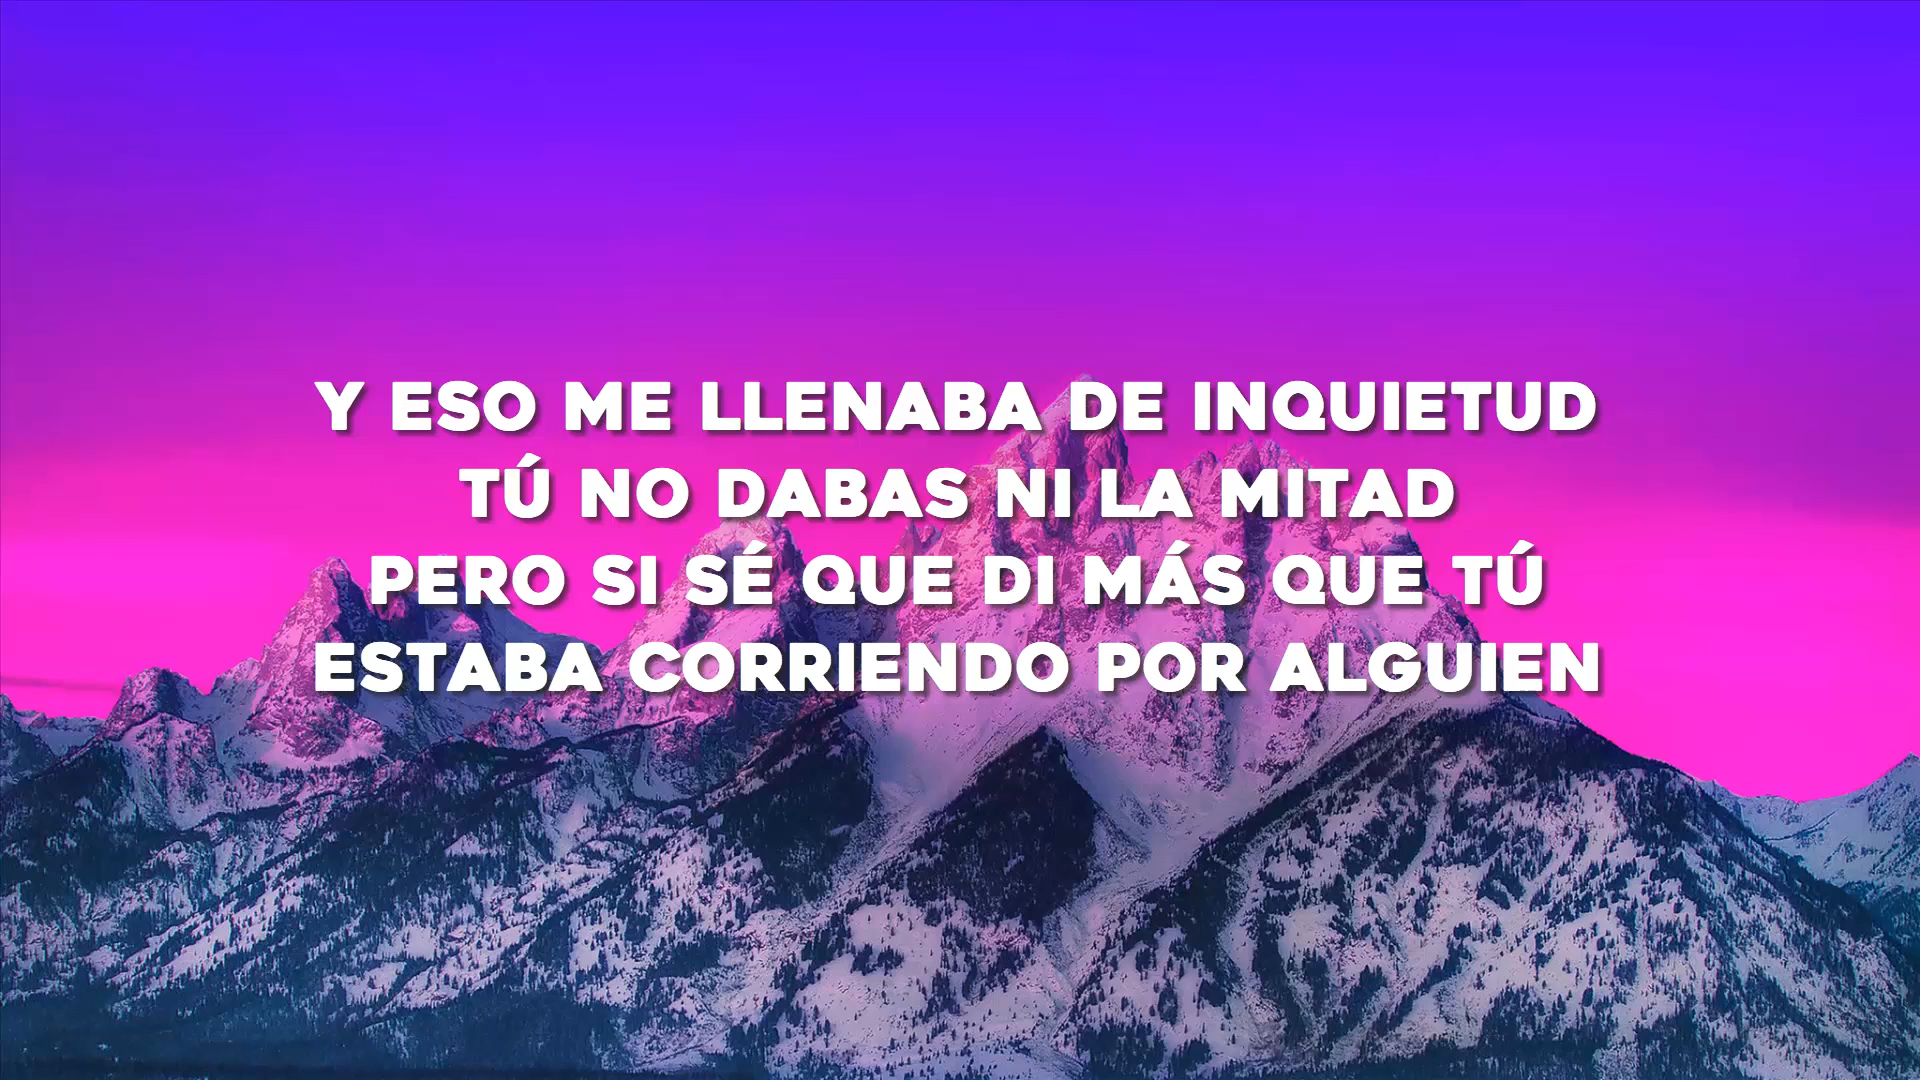 Y ESO ME LLENABA DE INQUIETUD
TÚ NO DABAS NI LA MITAD
PERO SI SÉ QUE DI MÁS QUE TÚ
ESTABA CORRIENDO POR ALGUIEN